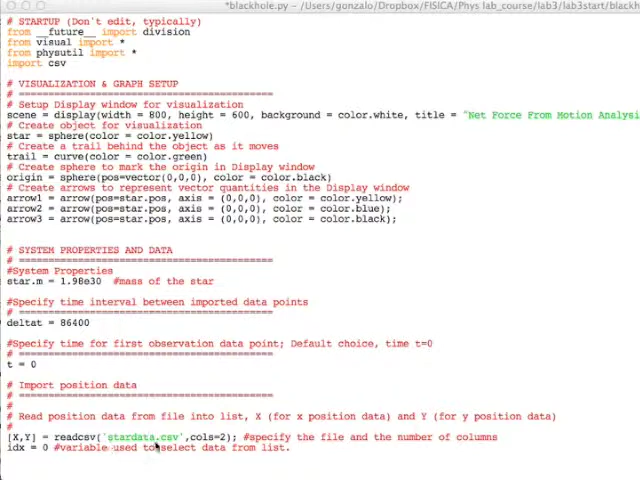 *blackhole.py – /Users/gonzalo/Dropbox/FISICA/Phys lab_course/lab3/lab3start/blackh
# STARTUP (Don't edit, typically)
from __future__ import division
from visual import *
from physutil import *
import csv
# VISUALIZATION & GRAPH SETUP
# ============================================
# Setup Display window for visualization
scene = display(width = 800, height = 600, background = color.white, title = "Net Force From Motion Analysi
# Create object for visualization
star = sphere(color = color.yellow)
# Create a trail behind the object as it moves
trail = curve(color = color.green)
# Create sphere to mark the origin in Display window
origin = sphere(pos=vector(0,0,0), color = color.black)
# Create arrows to represent vector quantities in the Display window
arrow1 = arrow(pos=star.pos, axis = (0,0,0), color = color.yellow);
arrow2 = arrow(pos=star.pos, axis = (0,0,0), color = color.blue);
arrow3 = arrow(pos=star.pos, axis = (0,0,0), color = color.black);
# SYSTEM PROPERTIES AND DATA
# ============================================
#System Properties
star.m = 1.98e30 #mass of the star
#Specify time interval between imported data points
# ============================================
deltat = 86400
#Specify time for first observation data point; Default choice, time t=0
# ============================================
t = 0
# Import position data
# ============================================
#
# Read position data from file into list, X (for x position data) and Y (for y position data)
#
[X,Y] = readcsv('stardata.csv',cols=2); #specify the file and the number of columns
idx = 0 #variable used to select data from list.